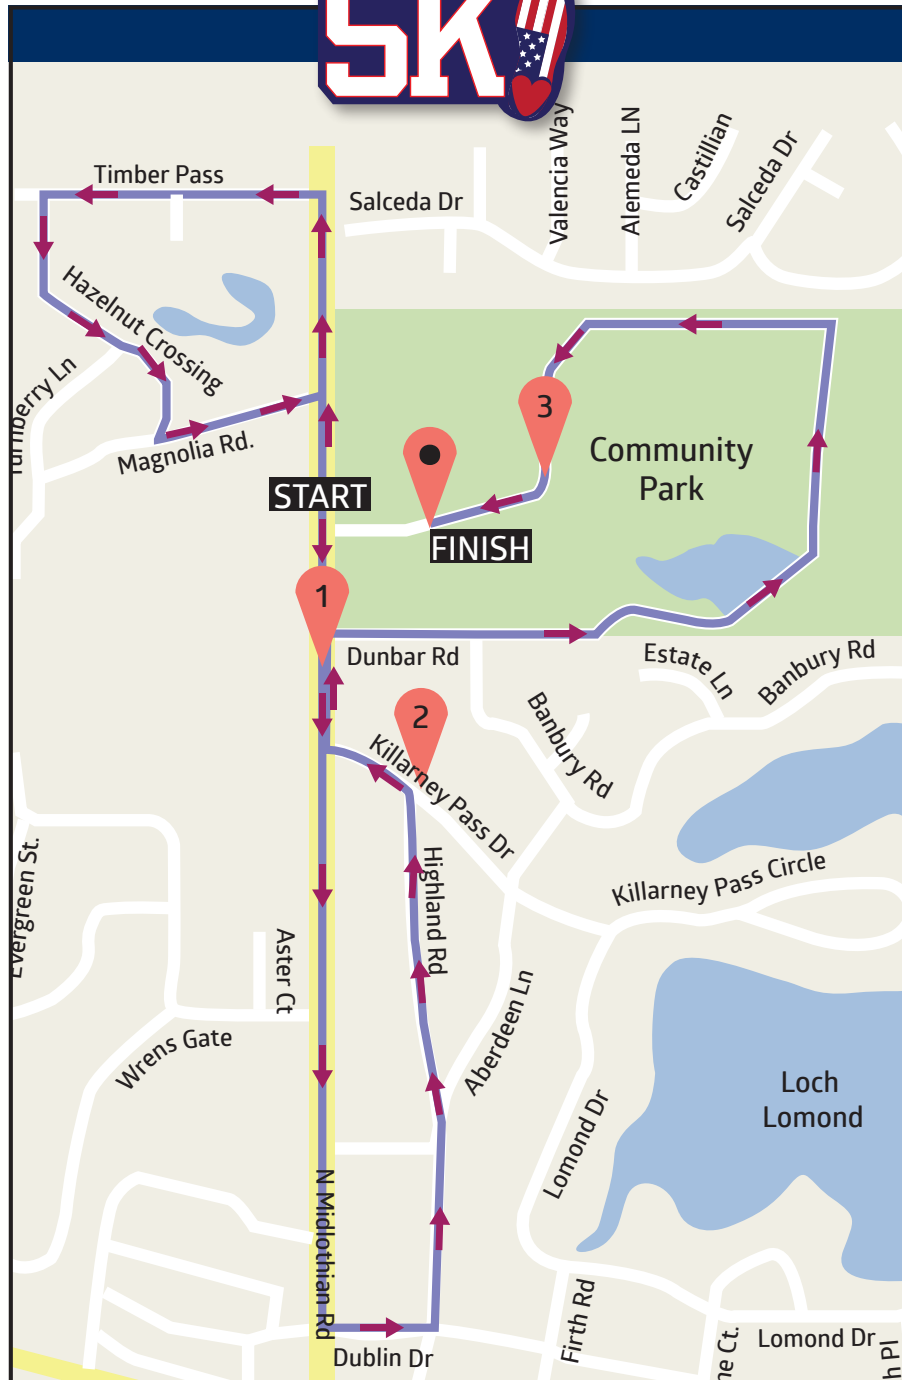 5K
Timber Pass
Salceda Dr
Valencia Way
Alemeda LN
Castillian
Salceda Dr
Hazelnut Crossing
Magnolia Rd.
3
Community
Park
START
FINISH
1
Dunbar Rd
Estate Ln
Banbury Rd
Banbury Rd
2
Killarney Pass Dr
Highland Rd
Killarney Pass Circle
Evergreen St.
Aster Ct
Wrens Gate
Aberdeen Ln
Loch
Lomond
Lomond Dr
N Midlothian Rd
Firth Rd
Dublin Dr
Lomond Dr
Ct.
Pl